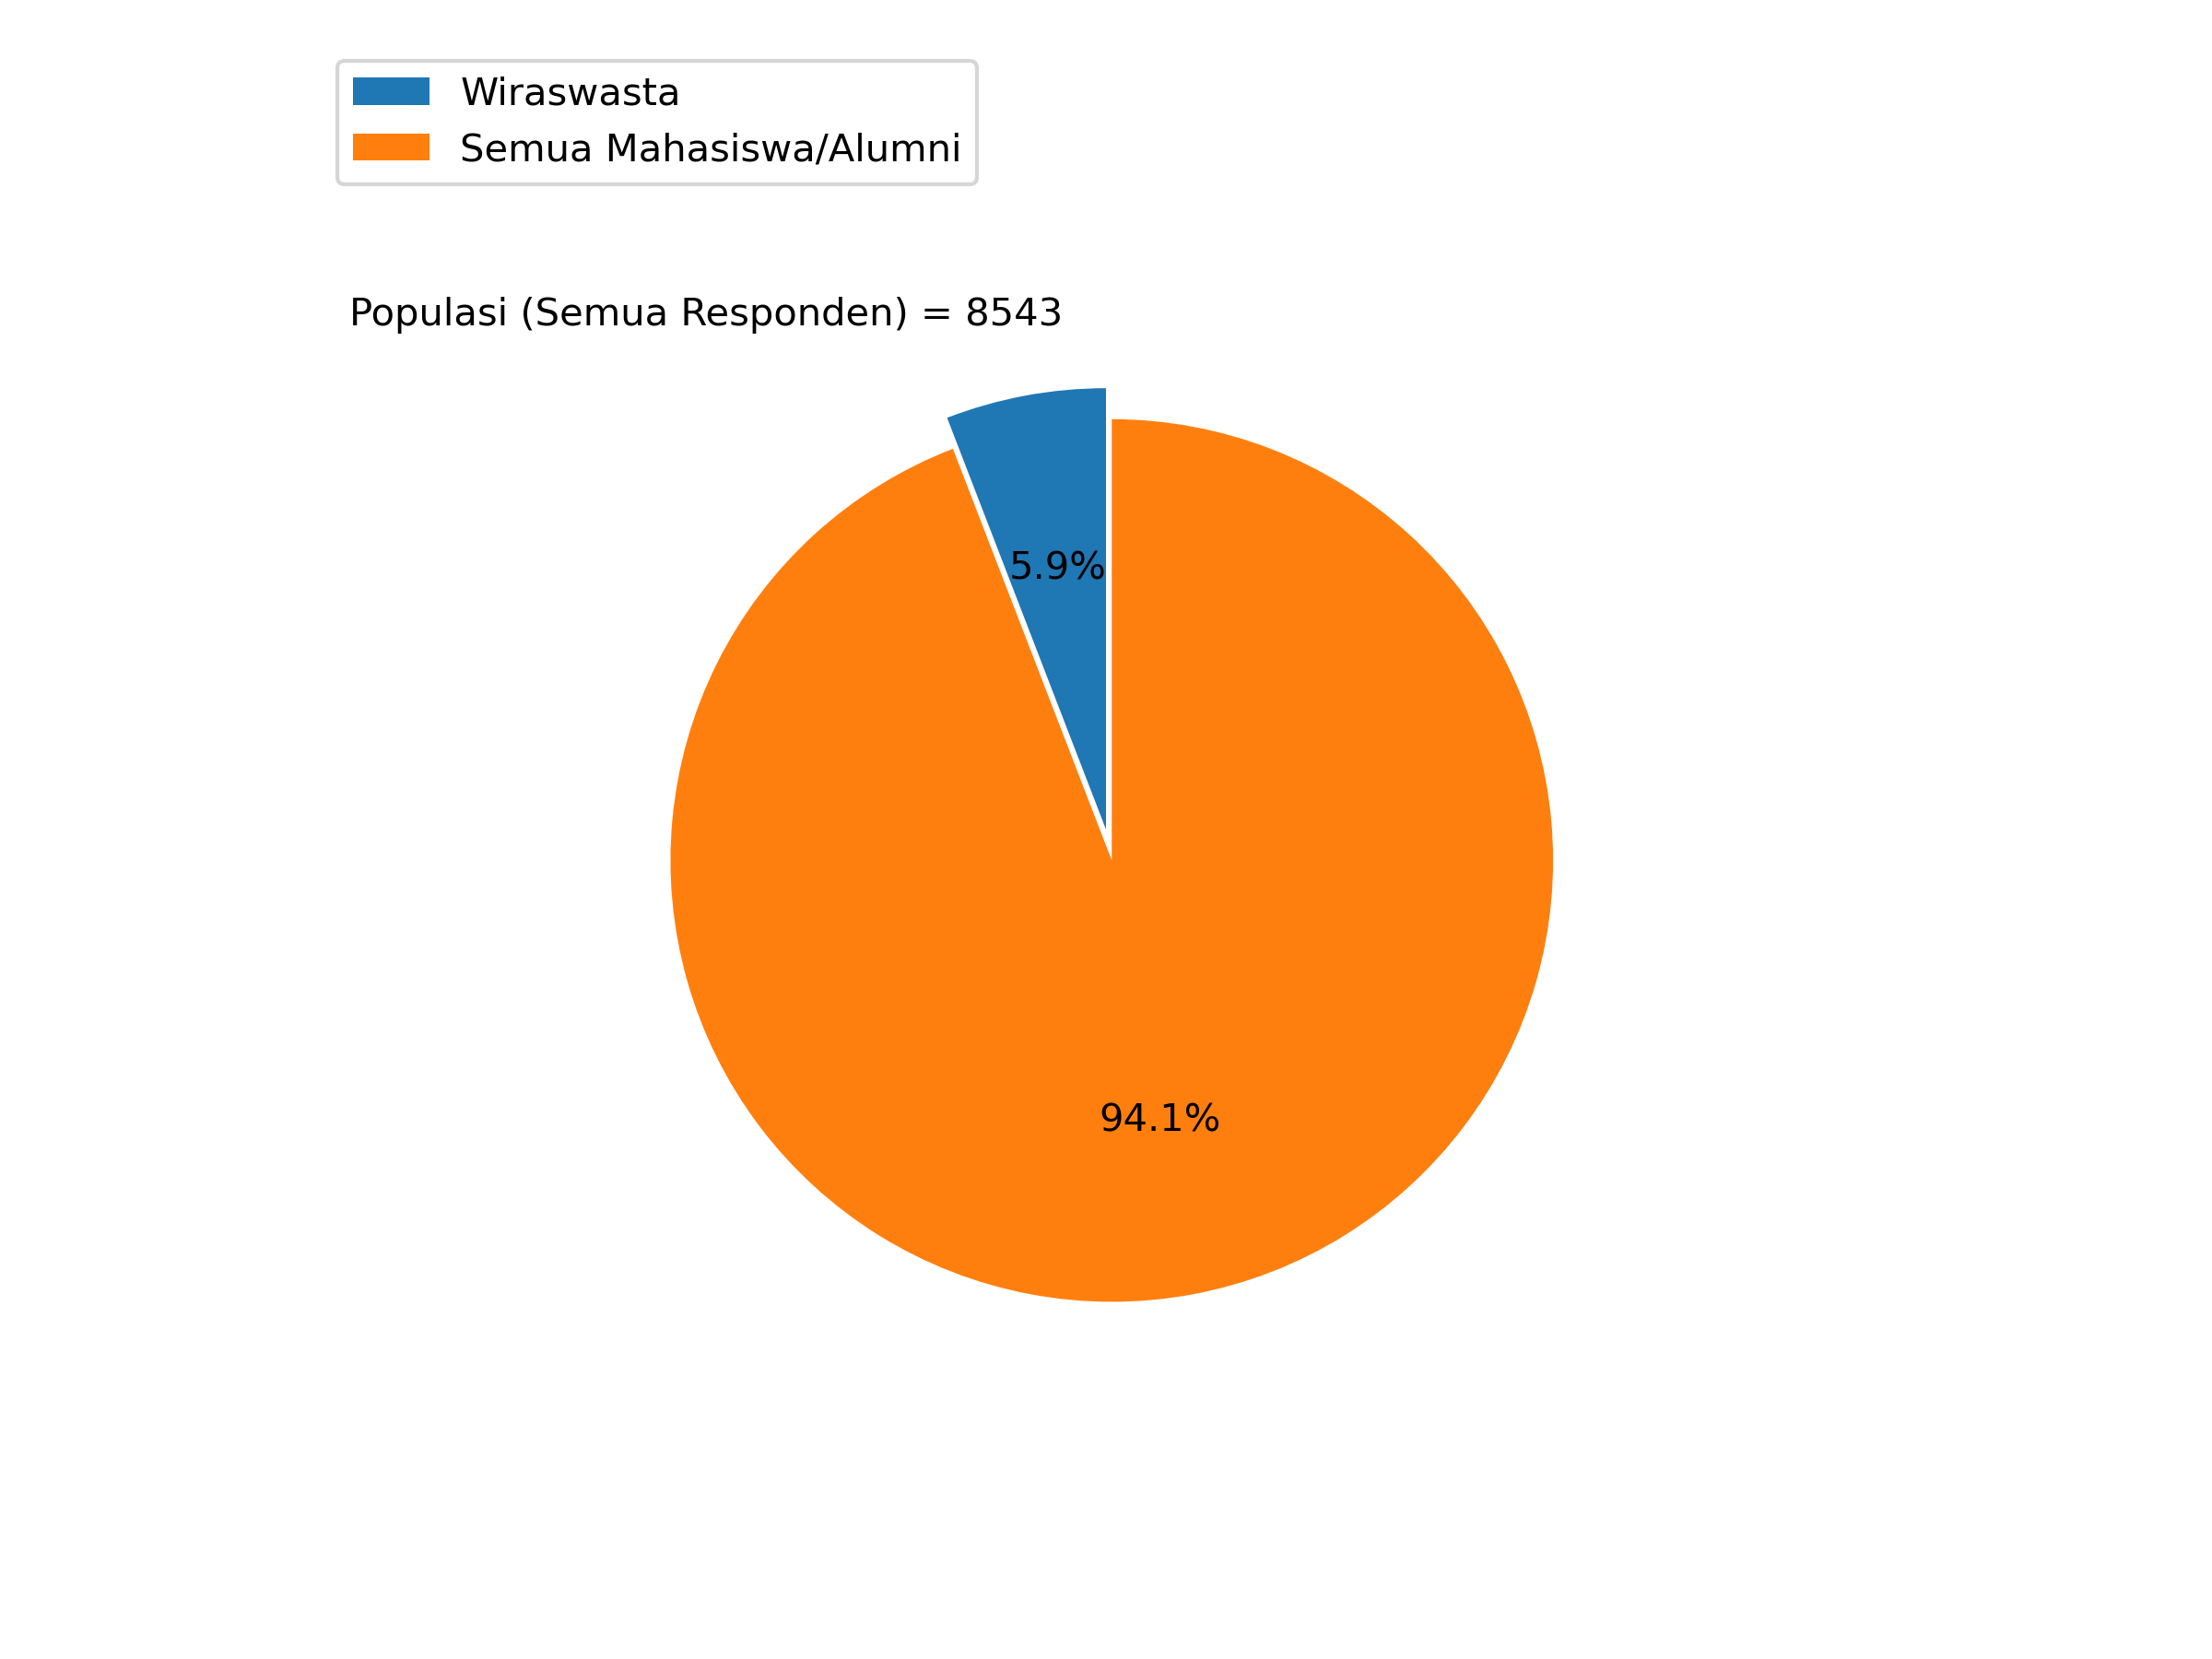 Wiraswasta
Semua Mahasiswa/Alumni
Populasi (Semua Responden) = 8543
5.9%
94.1%